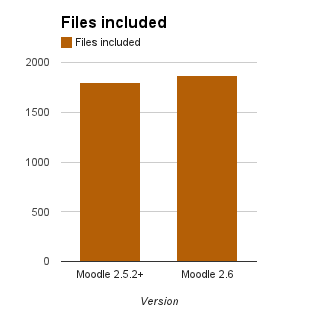 Files included
Files included
2000
1500
1000
500
0
Moodle 2.5.2+ Moodle 2.6
Version